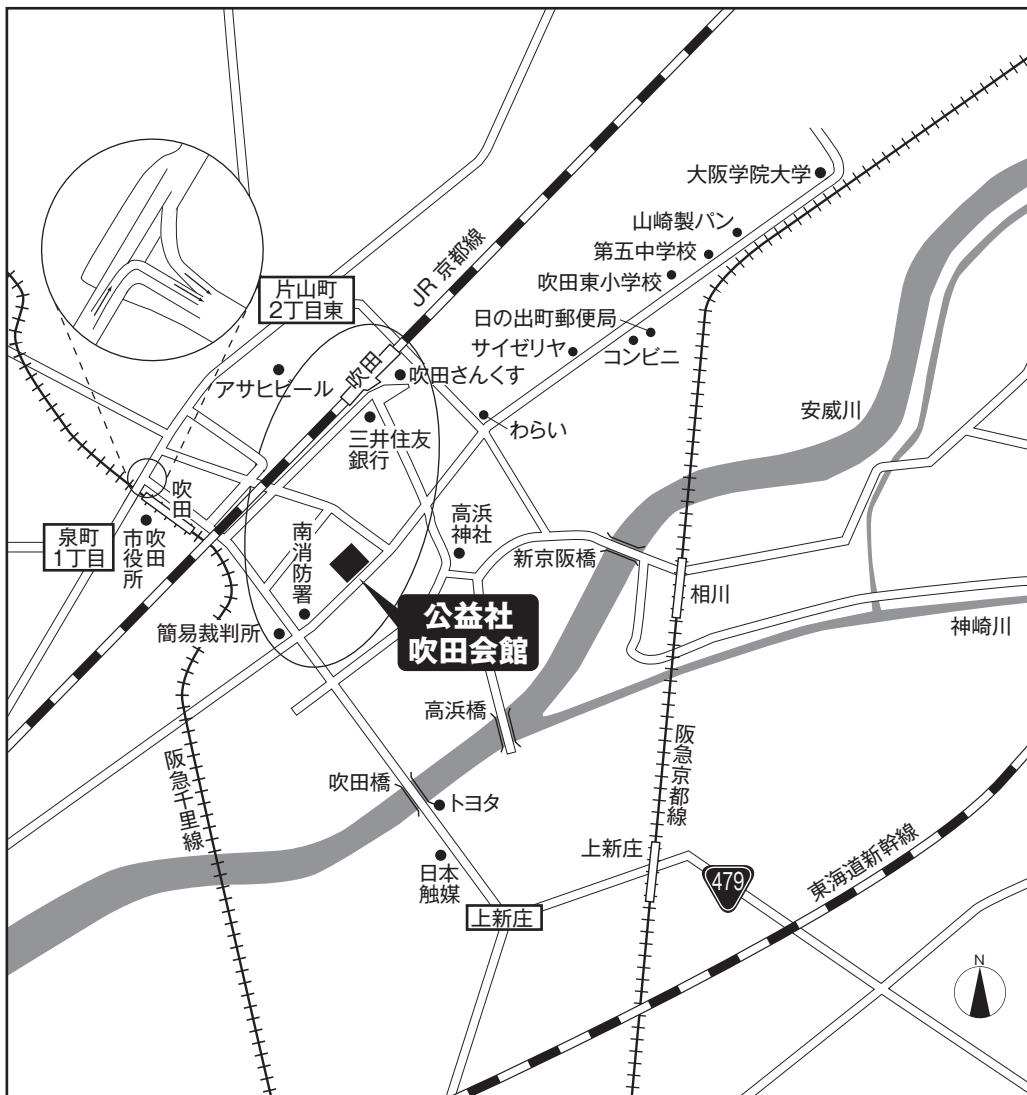 大阪学院大学
山崎製パン
第五中学校
吹田東小学校
日の出町郵便局
サイゼリヤ
コンビニ
JR 京都線
片山町
2丁目東
吹田
アサヒビール
吹田さんくす
三井住友
銀行
わらい
安威川
吹田
泉町
1丁目
吹田
市役所
南消防署
高浜
神社
新京阪橋
相川
神崎川
簡易裁判所
公益社
吹田会館
高浜橋
阪急千里線
吹田橋
トヨタ
阪急京都線
日本
触媒
上新庄
上新庄
479
東海道新幹線
N